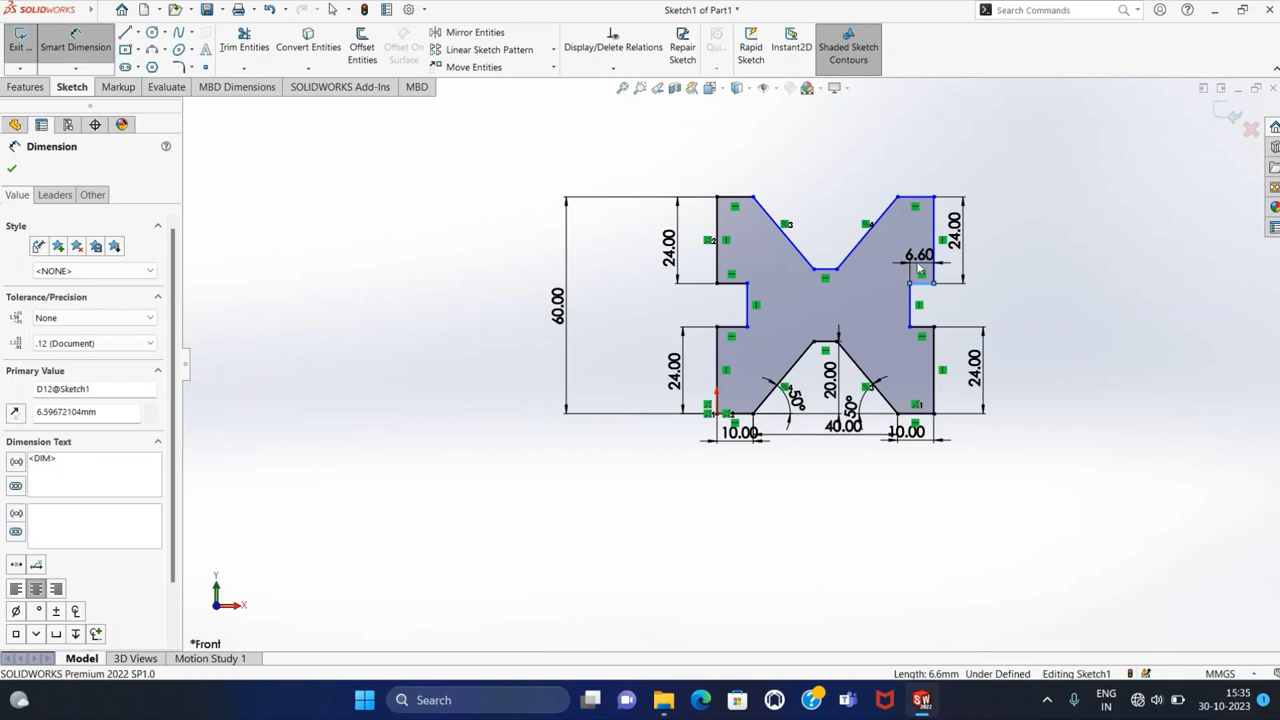 SOLIDWORKS
Sketch1 of Part1 *
Search Commands
Exit ...
Smart Dimension
Trim Entities
Convert Entities
Offset Entities
Offset On Surface
Mirror Entities
Linear Sketch Pattern
Move Entities
Display/Delete Relations
Repair Sketch
Qui...
Rapid Sketch
Instant2D
Shaded Sketch Contours
Features
Sketch
Markup
Evaluate
MBD Dimensions
SOLIDWORKS Add-Ins
MBD
Dimension
Value
Leaders
Other
Style
<NONE>
Tolerance/Precision
None
.12 (Document)
Primary Value
D12@Sketch1
6.59672104mm
Dimension Text
<DIM>
24.00
24.00
6.60
60.00
24.00
24.00
20.00
50°
50°
10.00
40.00
10.00
Y
X
*Front
Model
3D Views
Motion Study 1
SOLIDWORKS Premium 2022 SP1.0
Length: 6.6mm
Under Defined
Editing Sketch1
MMGS
Search
ENG
IN
15:35
30-10-2023